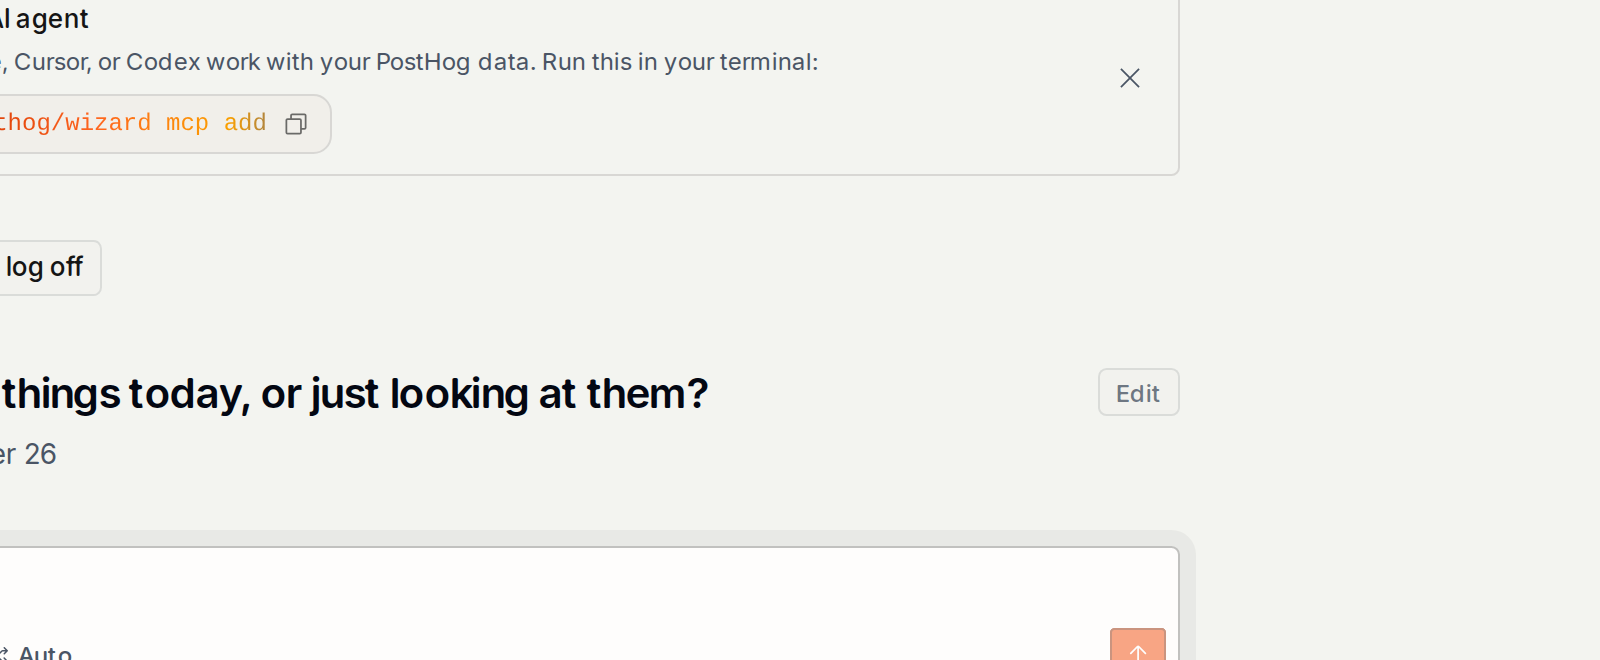 AI agent
, Cursor, or Codex work with your PostHog data. Run this in your terminal:
thog/wizard mcp add
log off
things today, or just looking at them?
Edit
er 26
Auto